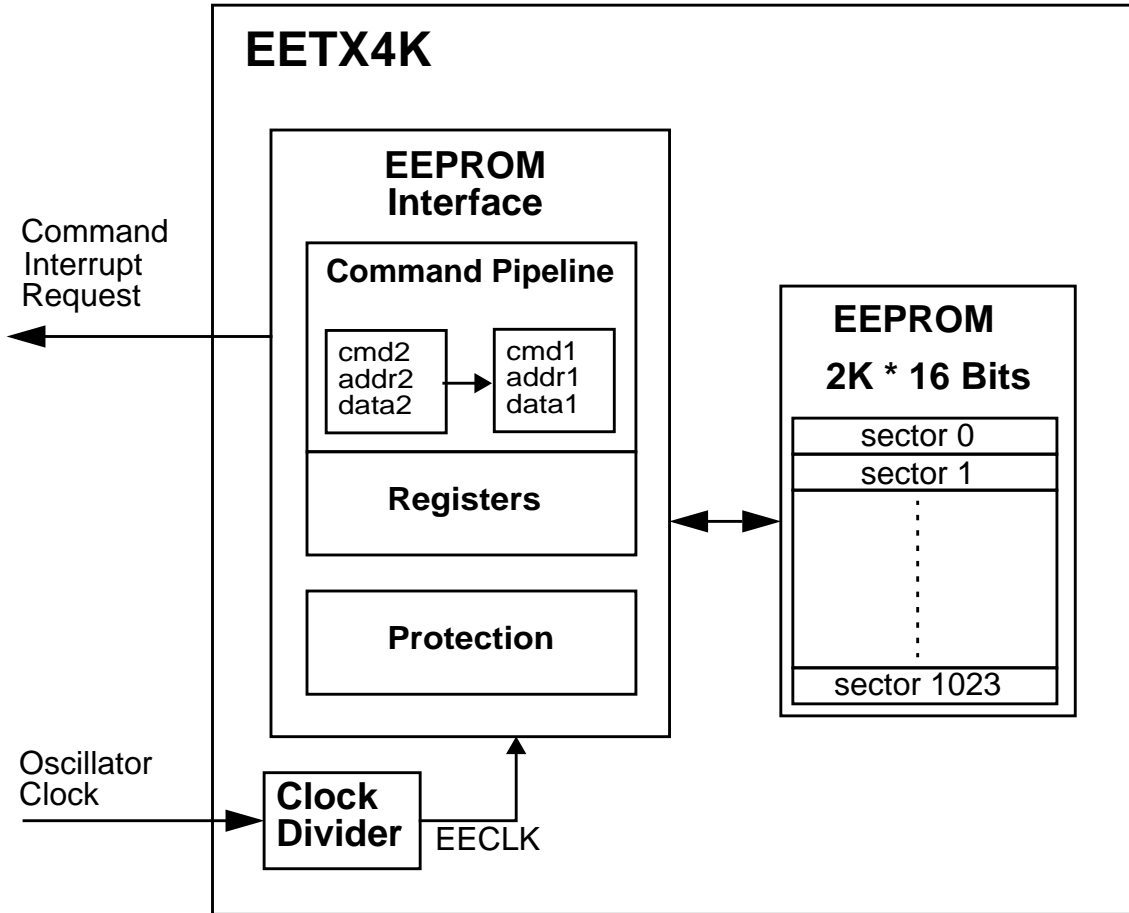 EETX4K
EEPROM
Interface
Command
Interrupt
Request
Command Pipeline
cmd2
addr2
data2
cmd1
addr1
data1
Registers
Protection
EEPROM
2K * 16 Bits
sector 0
sector 1
sector 1023
Oscillator
Clock
Clock
Divider
EECLK